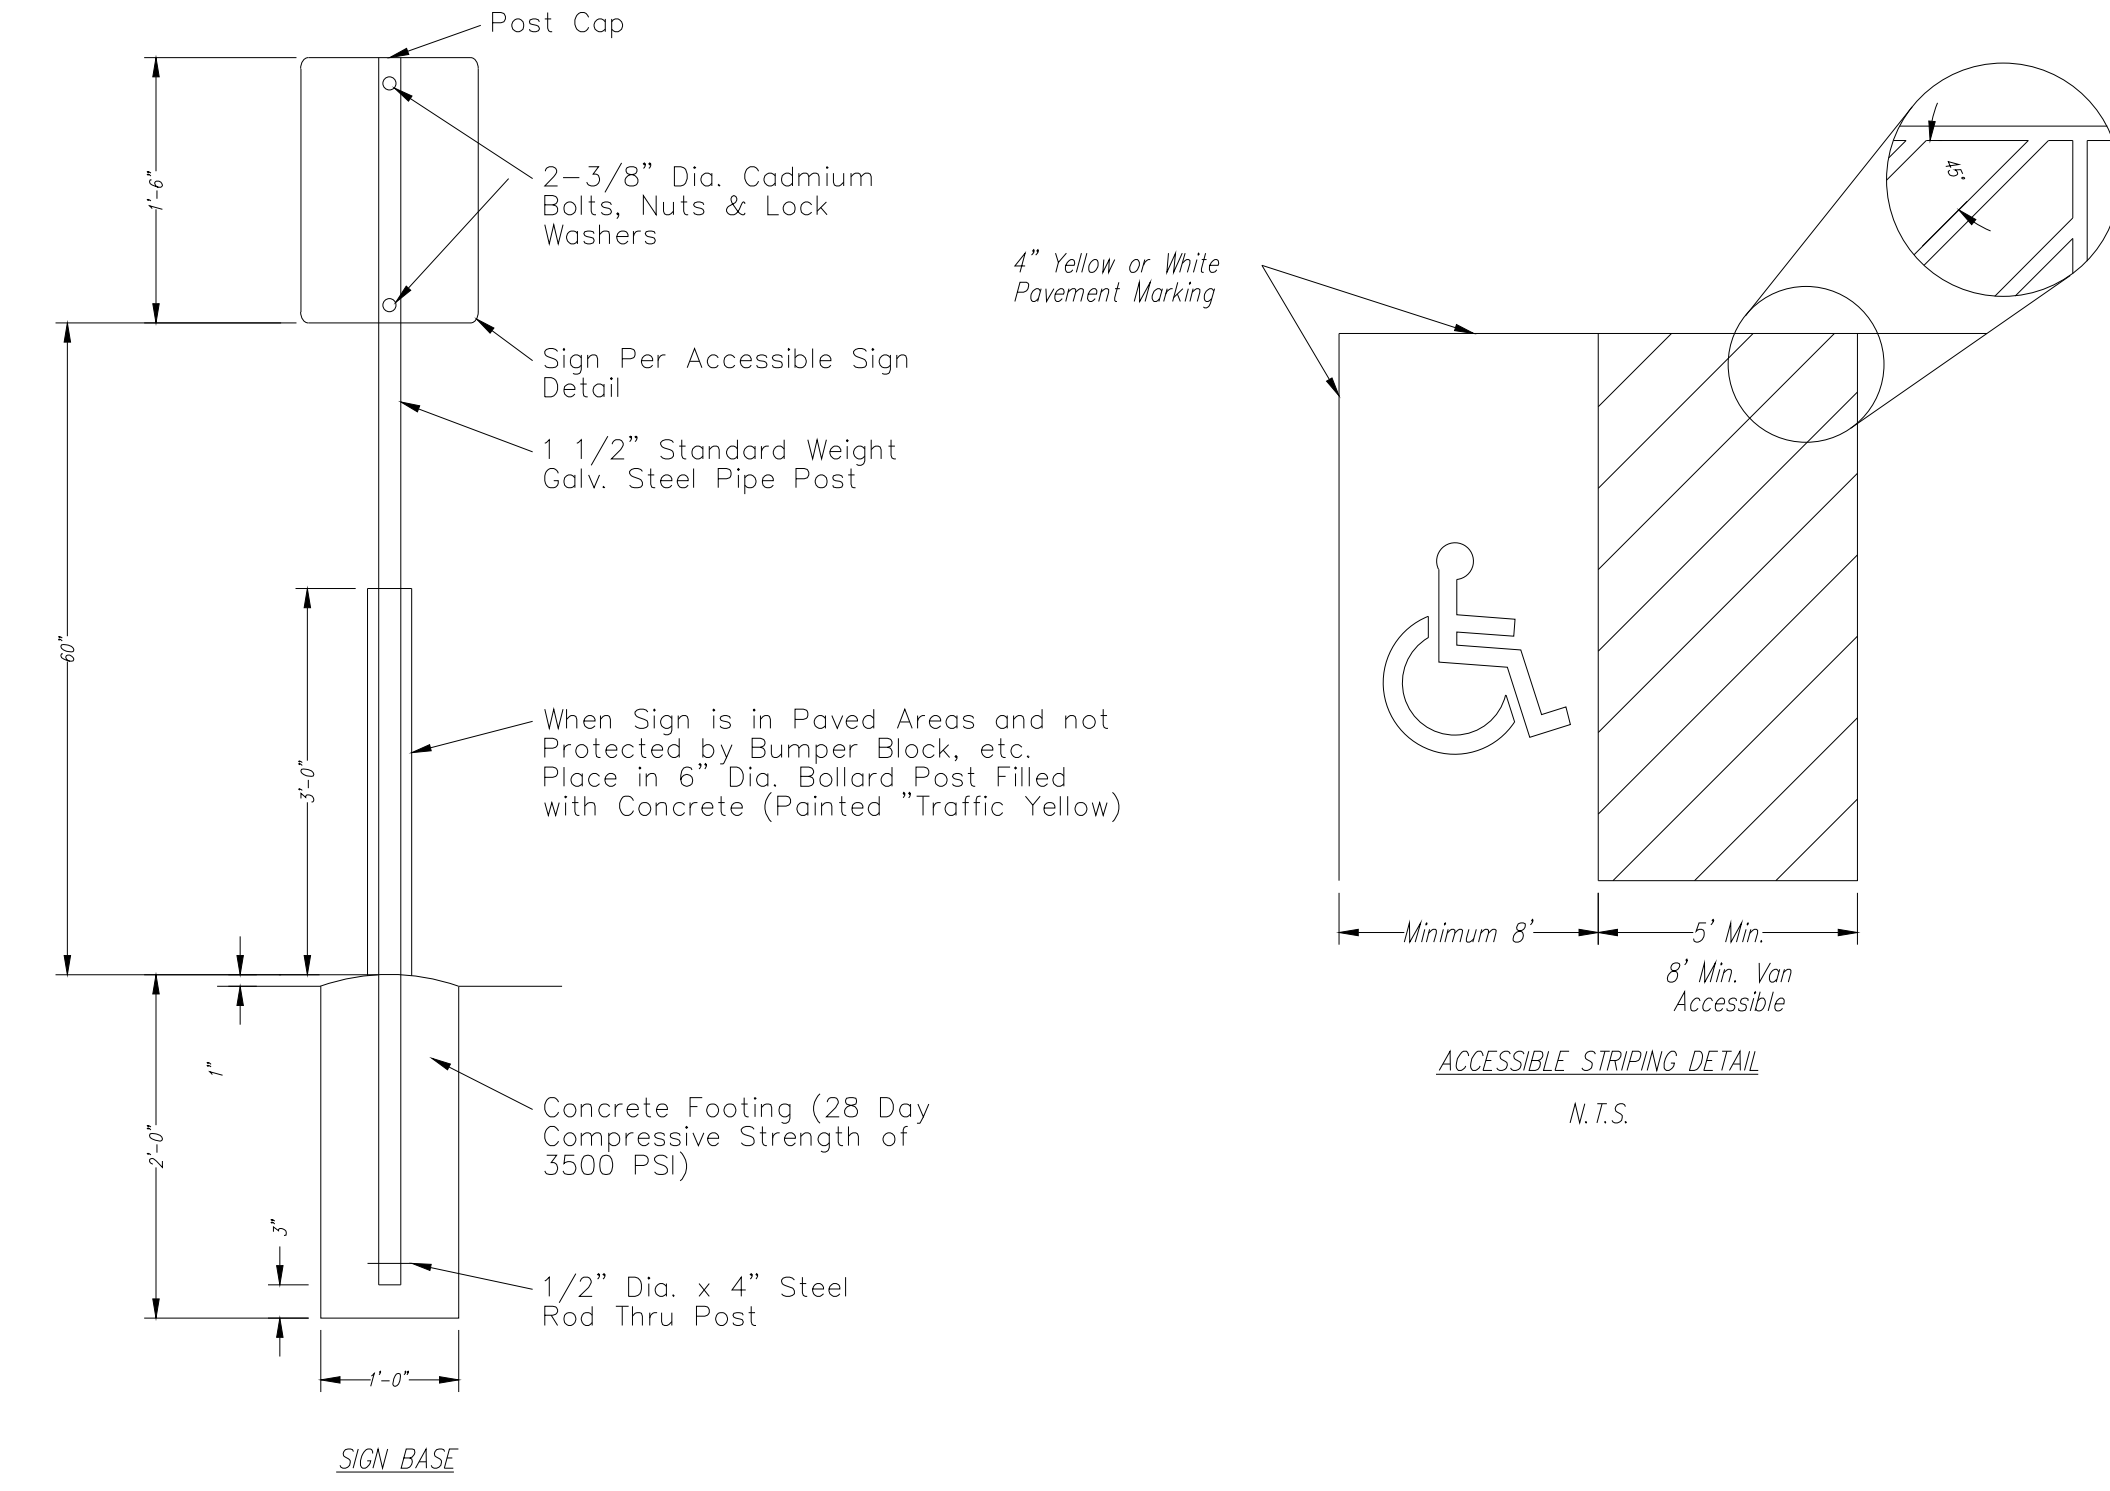 Post Cap
1'-6"
2-3/8" Dia. Cadmium
Bolts, Nuts & Lock
Washers
Sign Per Accessible Sign
Detail
1 1/2" Standard Weight
Galv. Steel Pipe Post
60"
3'-0"
When Sign is in Paved Areas and not
Protected by Bumper Block, etc.
Place in 6" Dia. Bollard Post Filled
with Concrete (Painted "Traffic Yellow)
1"
2'-0"
Concrete Footing (28 Day
Compressive Strength of
3500 PSI)
3"
1/2" Dia. x 4" Steel
Rod Thru Post
1'-0"
SIGN BASE
45°
4" Yellow or White
Pavement Marking
Minimum 8'
5' Min.
8' Min. Van
Accessible
ACCESSIBLE STRIPING DETAIL
N.T.S.